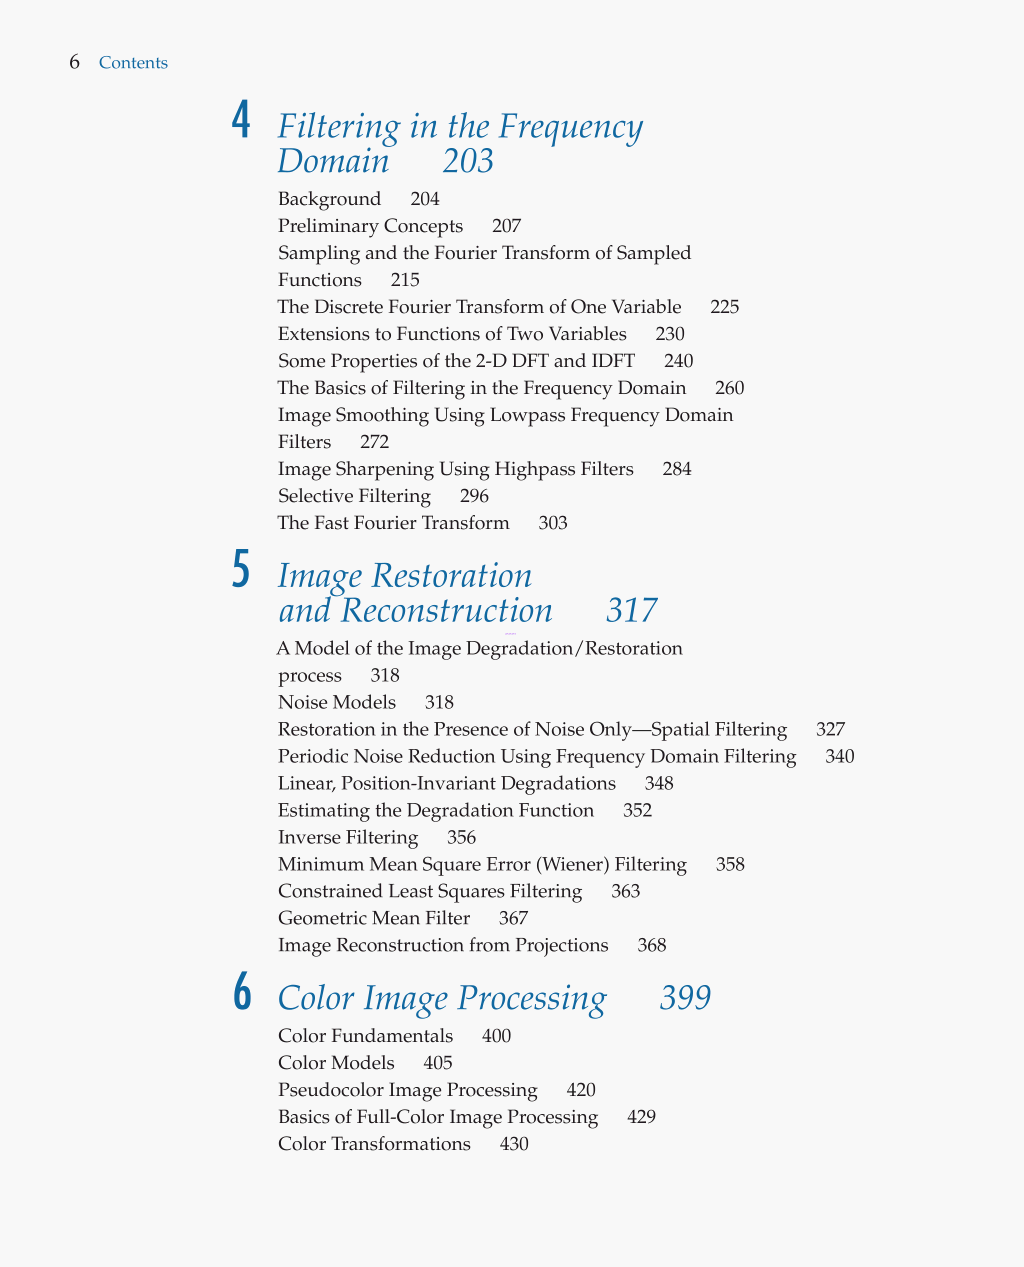 6 Contents
4 Filtering in the Frequency
Domain 203
Background 204
Preliminary Concepts 207
Sampling and the Fourier Transform of Sampled
Functions 215
The Discrete Fourier Transform of One Variable 225
Extensions to Functions of Two Variables 230
Some Properties of the 2-D DFT and IDFT 240
The Basics of Filtering in the Frequency Domain 260
Image Smoothing Using Lowpass Frequency Domain
Filters 272
Image Sharpening Using Highpass Filters 284
Selective Filtering 296
The Fast Fourier Transform 303
5 Image Restoration
and Reconstruction 317
A Model of the Image Degradation/Restoration
process 318
Noise Models 318
Restoration in the Presence of Noise Only—Spatial Filtering 327
Periodic Noise Reduction Using Frequency Domain Filtering 340
Linear, Position-Invariant Degradations 348
Estimating the Degradation Function 352
Inverse Filtering 356
Minimum Mean Square Error (Wiener) Filtering 358
Constrained Least Squares Filtering 363
Geometric Mean Filter 367
Image Reconstruction from Projections 368
6 Color Image Processing 399
Color Fundamentals 400
Color Models 405
Pseudocolor Image Processing 420
Basics of Full-Color Image Processing 429
Color Transformations 430